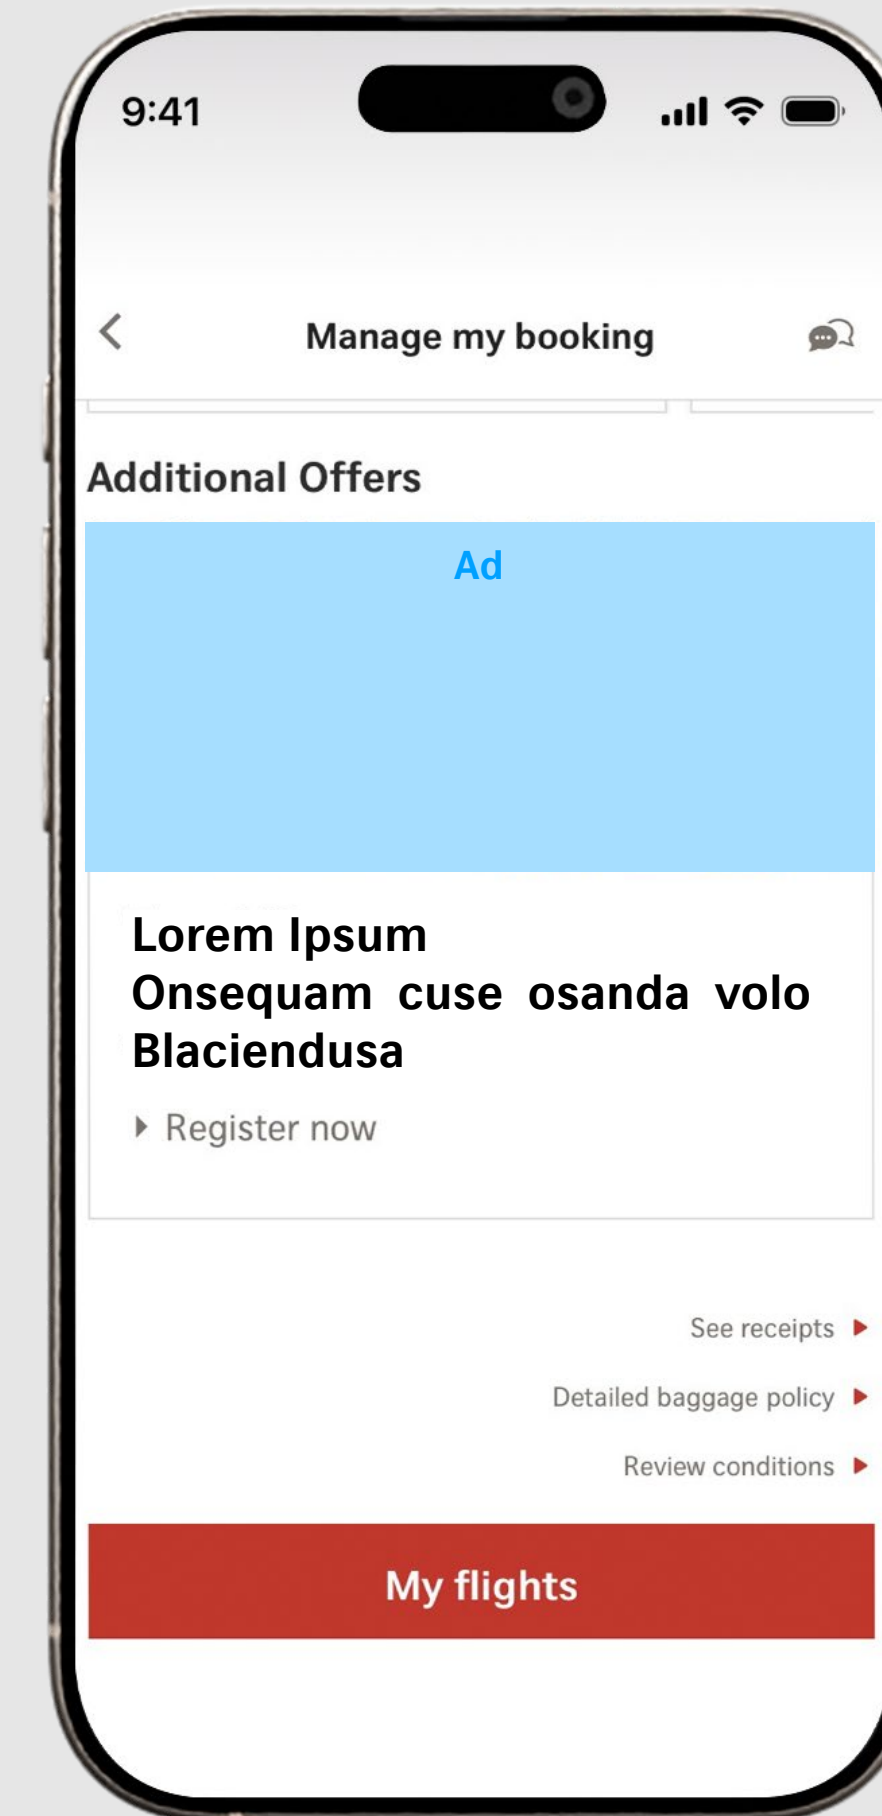 9:41
Manage my booking
Additional Offers
Ad
Lorem Ipsum
Onsequam cuse osanda volo
Blaciendusa
Register now
See receipts
Detailed baggage policy
Review conditions
My flights